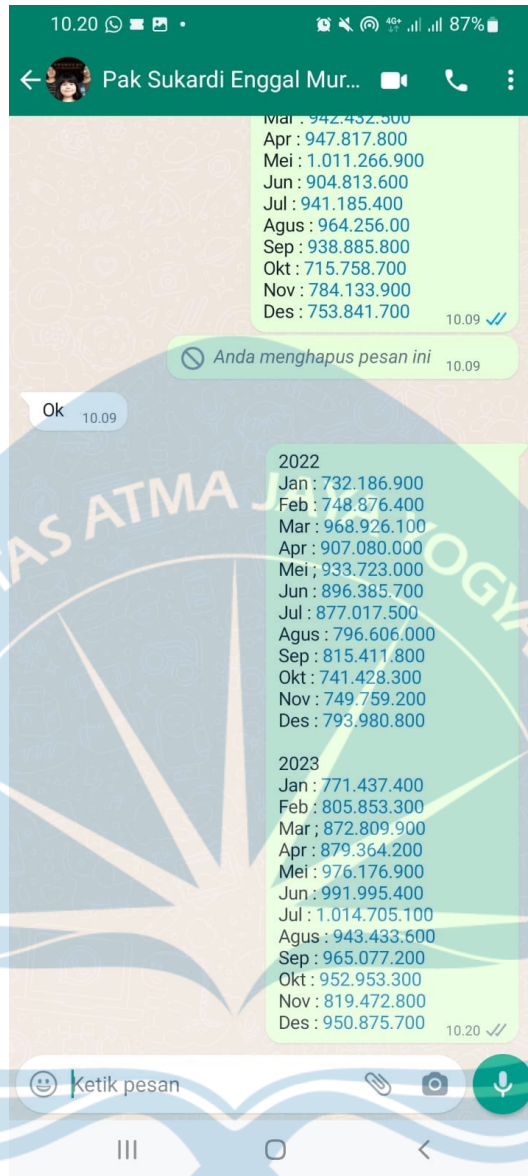 10.20
4G+
87%
Pak Sukardi Enggal Mur...
Mar : 942.432.500
Apr : 947.817.800
Mei : 1.011.266.900
Jun : 904.813.600
Jul : 941.185.400
Agus : 964.256.00
Sep : 938.885.800
Okt : 715.758.700
Nov : 784.133.900
Des : 753.841.700
10.09
Anda menghapus pesan ini 10.09
Ok 10.09
2022
Jan : 732.186.900
Feb : 748.876.400
Mar : 968.926.100
Apr : 907.080.000
Mei ; 933.723.000
Jun : 896.385.700
Jul : 877.017.500
Agus : 796.606.000
Sep : 815.411.800
Okt : 741.428.300
Nov : 749.759.200
Des : 793.980.800
2023
Jan : 771.437.400
Feb : 805.853.300
Mar ; 872.809.900
Apr : 879.364.200
Mei : 976.176.900
Jun : 991.995.400
Jul : 1.014.705.100
Agus : 943.433.600
Sep : 965.077.200
Okt : 952.953.300
Nov : 819.472.800
Des : 950.875.700
10.20
Ketik pesan
TAS ATMA JAYA YOGYA